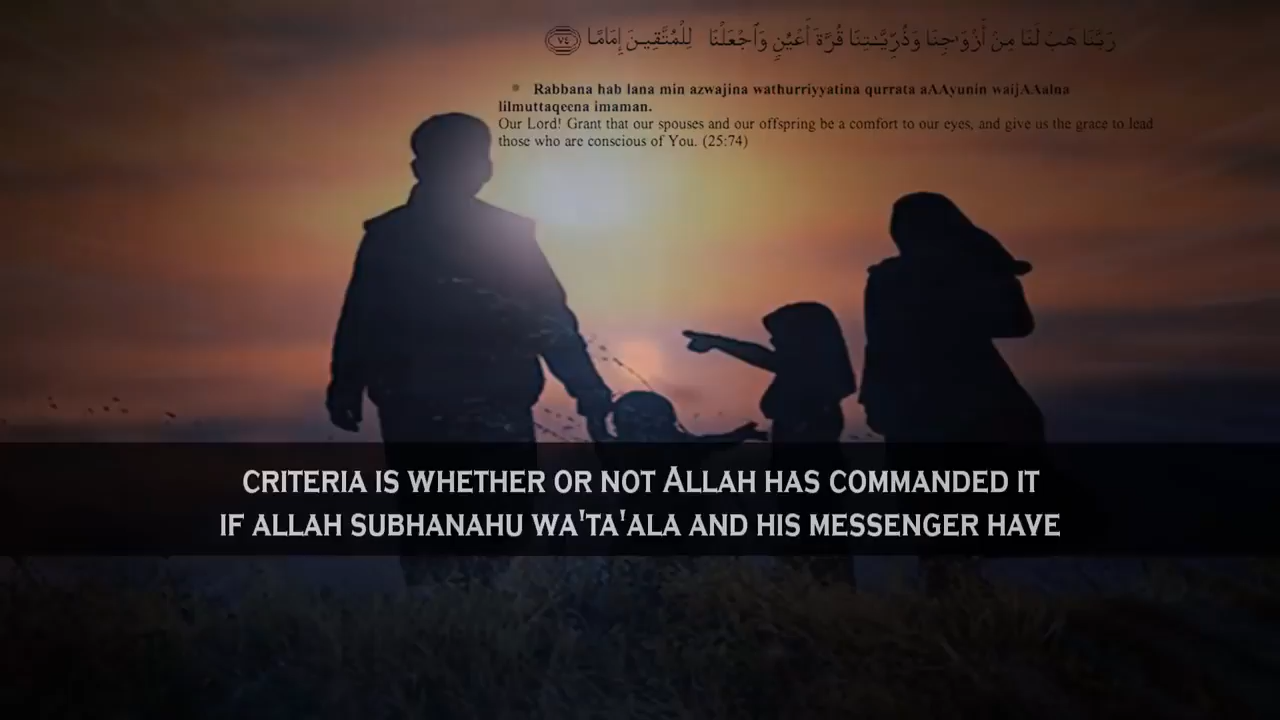 رَبَّنَا هَبْ لَنَا مِنْ أَزْوَٰجِنَا وَذُرِّيَّـٰتِنَا قُرَّةَ أَعْيُنٍ وَٱجْعَلْنَا لِلْمُتَّقِينَ إِمَامًا ٧٤
Rabbana hab lana min azwajina wathurriyyatina qurrata aAAyunin waijAAalna
lilmuttaqeena imaman.
Our Lord! Grant that our spouses and our offspring be a comfort to our eyes, and give us the grace to lead
those who are conscious of You. (25:74)
CRITERIA IS WHETHER OR NOT ALLAH HAS COMMANDED IT
IF ALLAH SUBHANAHU WA'TA'ALA AND HIS MESSENGER HAVE